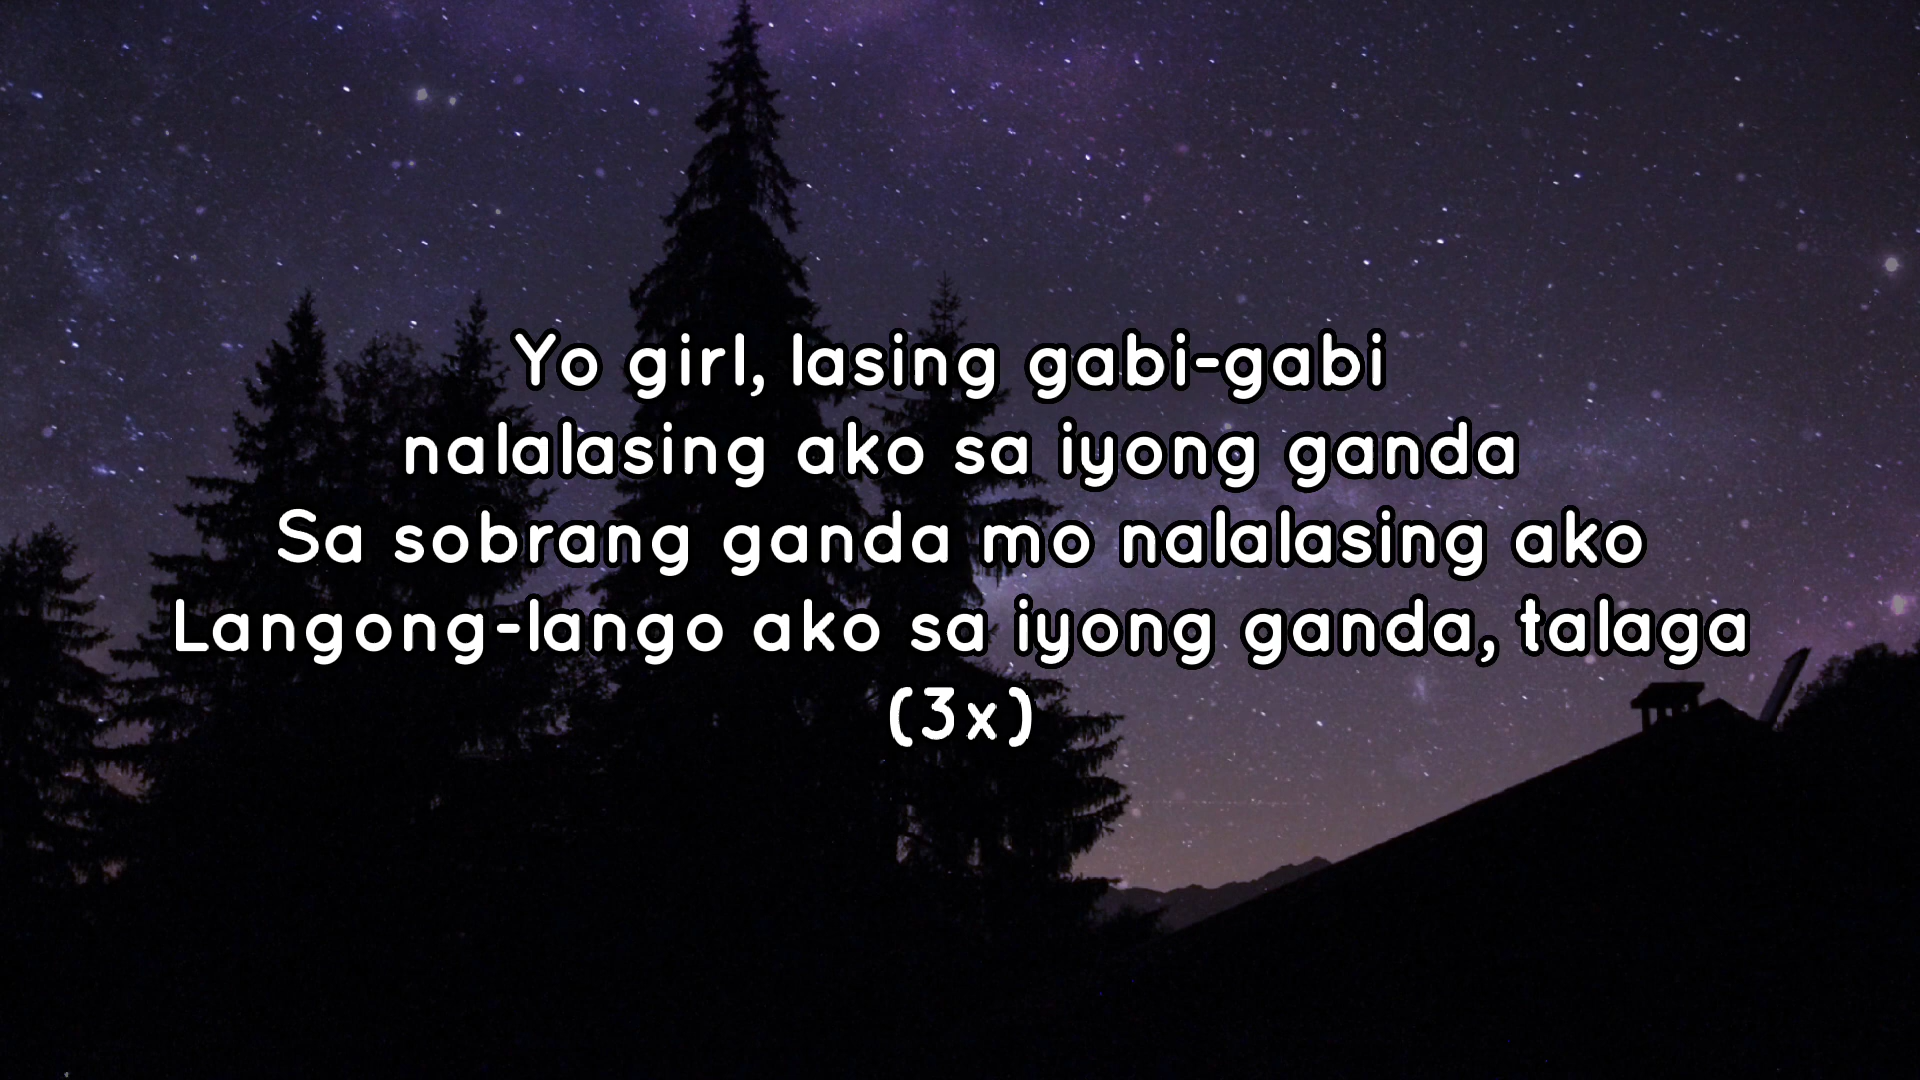 Yo girl, lasing gabi-gabi
nalalasing ako sa iyong ganda
Sa sobrang ganda mo nalalasing ako
Langong-lango ako sa iyong ganda, talaga
(3x)